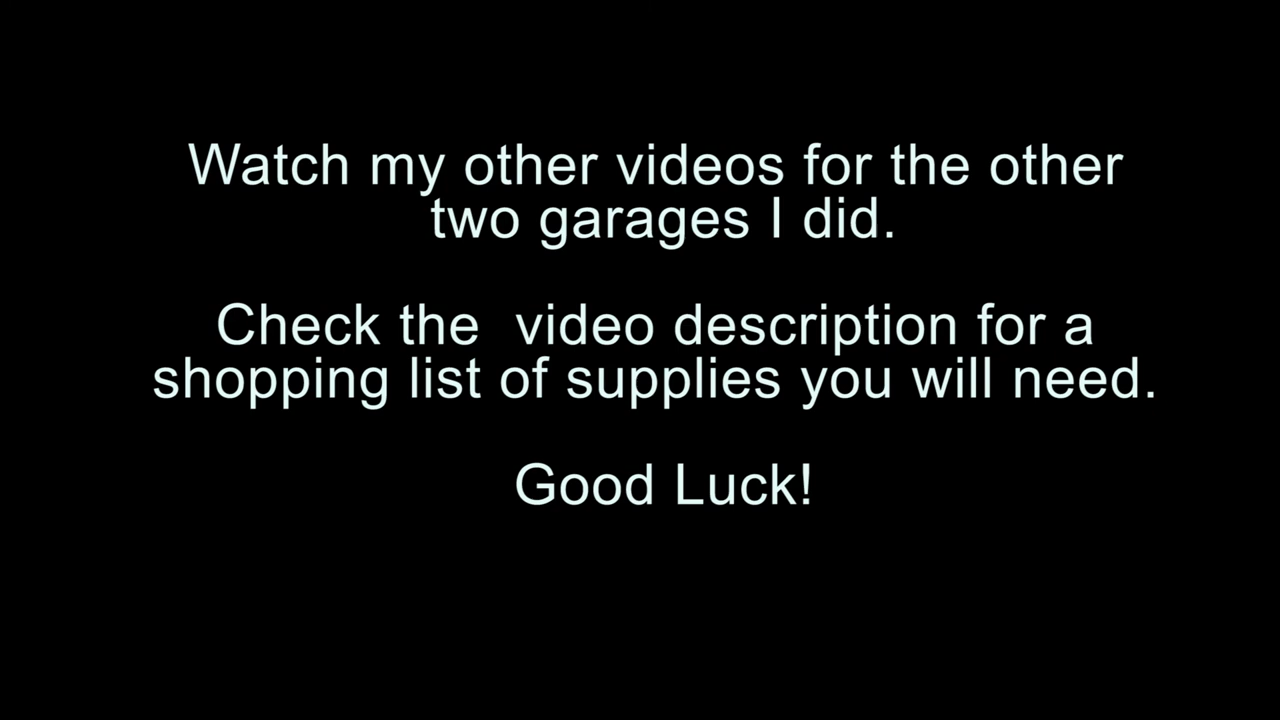 Watch my other videos for the other
two garages I did.
Check the  video description for a
shopping list of supplies you will need.
Good Luck!